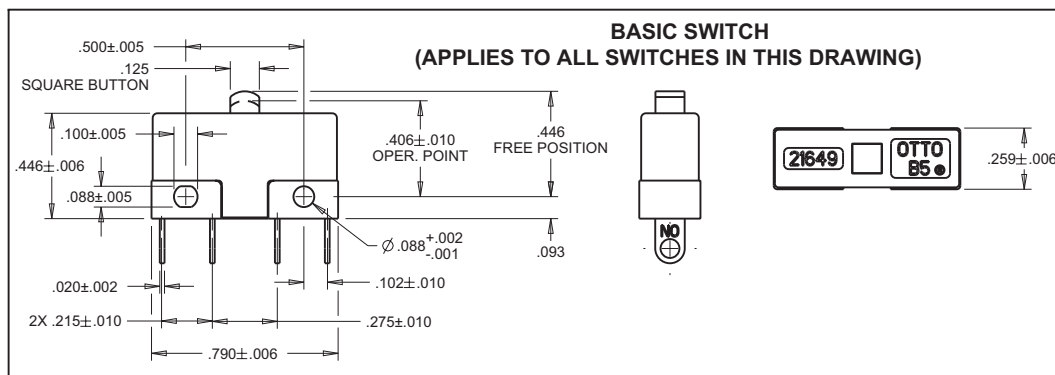 BASIC SWITCH
(APPLIES TO ALL SWITCHES IN THIS DRAWING)
.500±.005
.125
SQUARE BUTTON
.100±.005
.446±.006
.088±.005
.406±.010
OPER. POINT
.446
FREE POSITION
21649
OTTO
B5
.259±.006
NO
Ø.088 +.002
-.001
.093
.020±.002
.102±.010
2X .215±.010
.275±.010
.790±.006